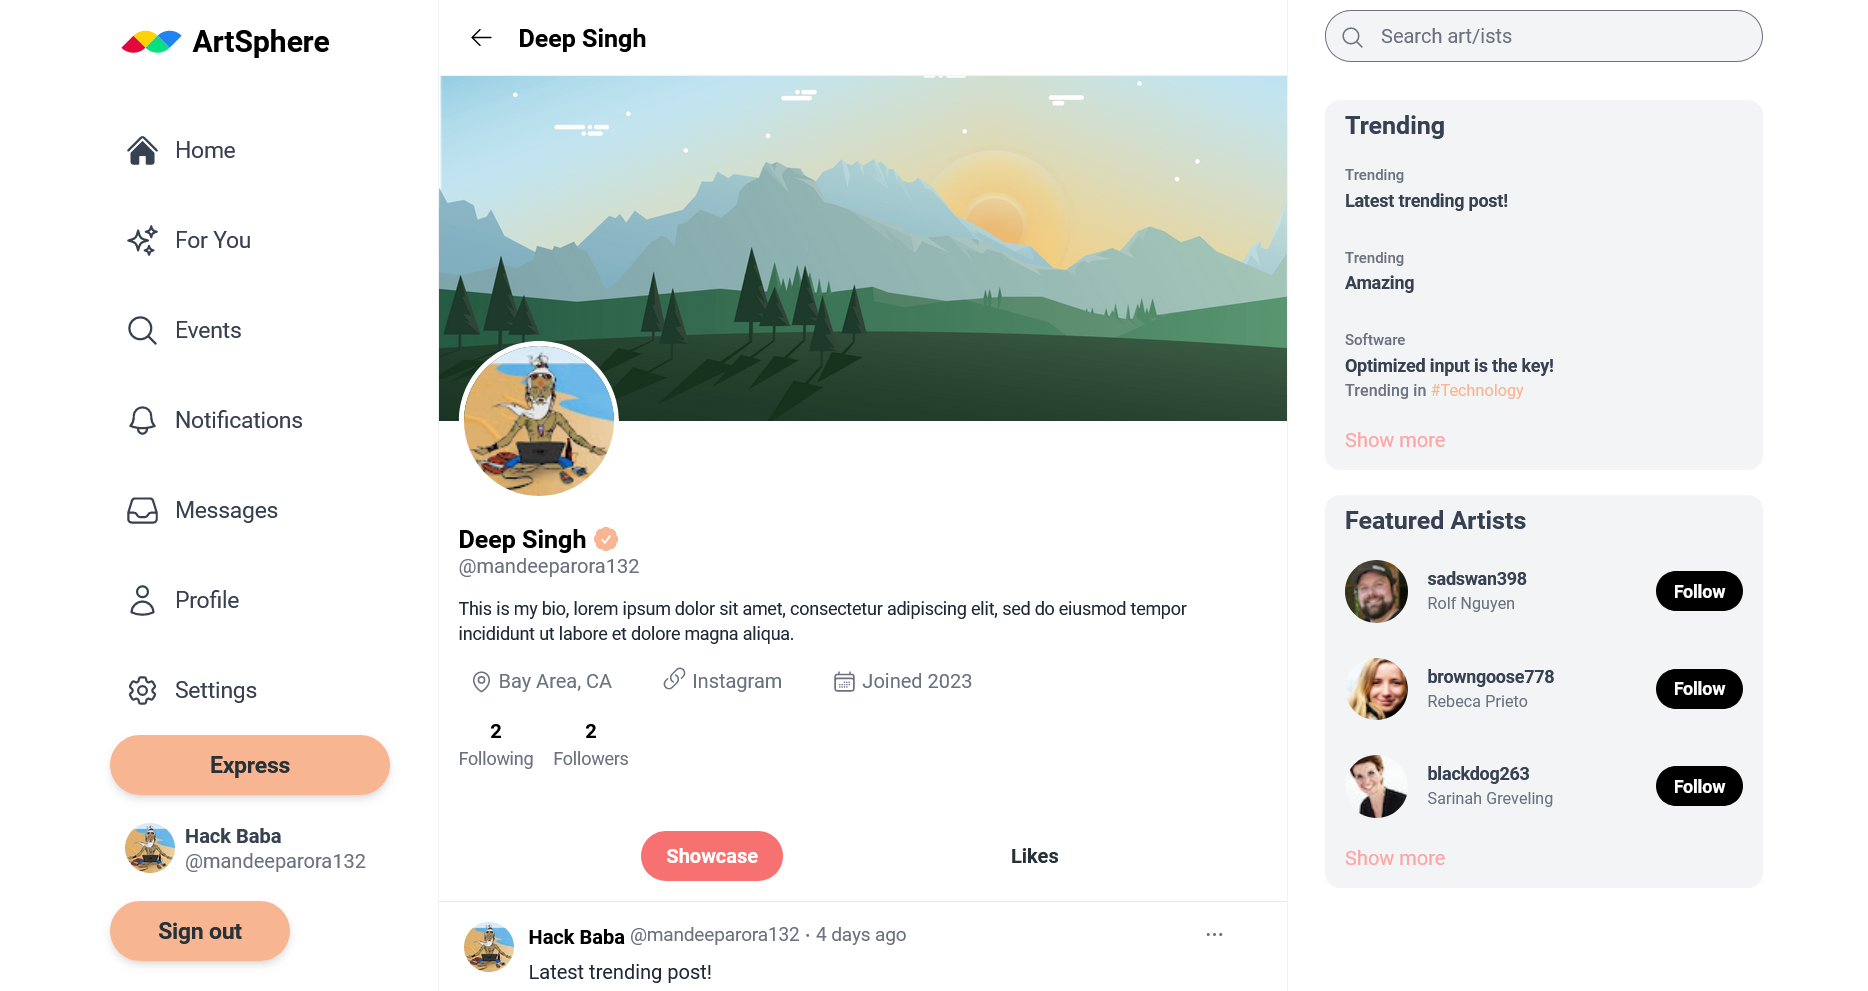 ArtSphere
Home
For You
Events
Notifications
Messages
Profile
Settings
Express
Hack Baba
@mandeeparora132
Sign out
Deep Singh
Deep Singh
@mandeeparora132
This is my bio, lorem ipsum dolor sit amet, consectetur adipiscing elit, sed do eiusmod tempor
incididunt ut labore et dolore magna aliqua.
Bay Area, CA Instagram Joined 2023
2 2
Following Followers
Showcase Likes
Hack Baba @mandeeparora132 · 4 days ago
Latest trending post!
Search art/ists
Trending
Trending
Latest trending post!
Trending
Amazing
Software
Optimized input is the key!
Trending in #Technology
Show more
Featured Artists
sadswan398
Rolf Nguyen
Follow
browngoose778
Rebeca Prieto
Follow
blackdog263
Sarinah Greveling
Follow
Show more